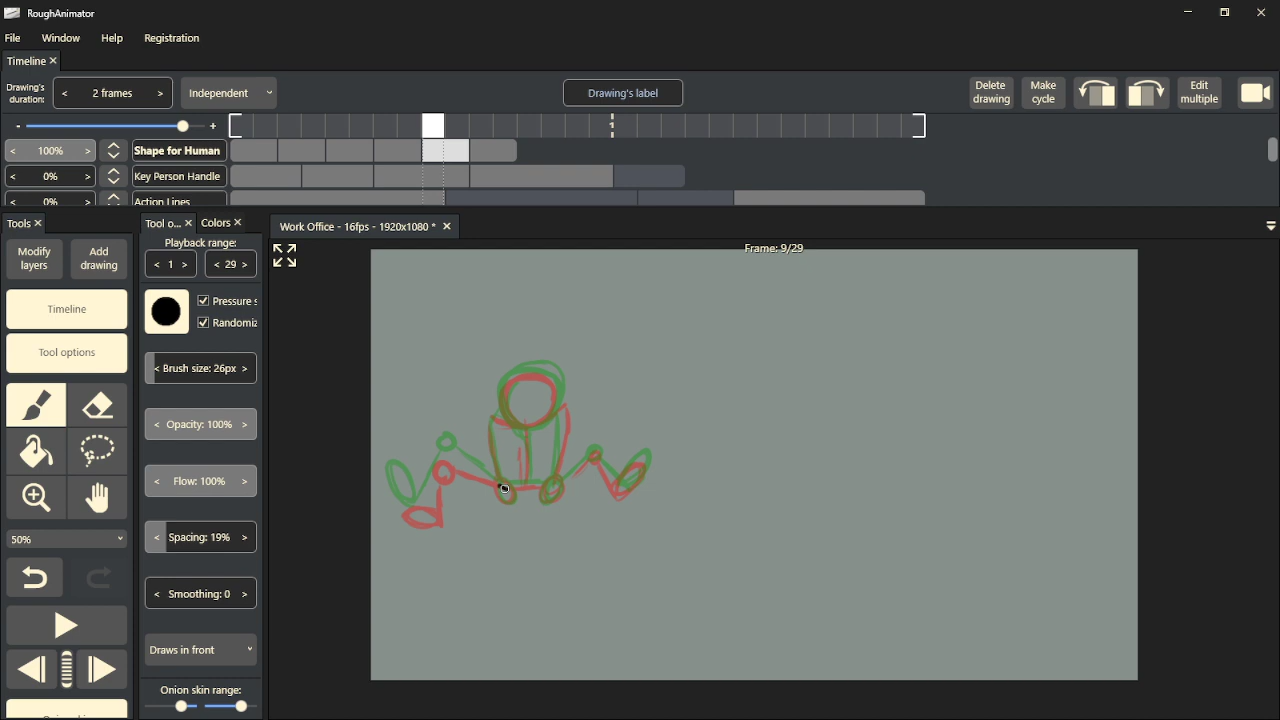 RoughAnimator
File Window Help Registration
Timeline
Drawing's duration: < 2 frames > Independent Drawing's label Delete drawing Make cycle Edit multiple
- + 1
< 100% > Shape for Human
< 0% > Key Person Handle
< 0% > Action Lines
Tools Tool o... Colors Work Office - 16fps - 1920x1080 *
Modify layers Add drawing
Playback range:
< 1 > < 29 >
Frame: 9/29
Timeline
Pressure s
Randomiz
Tool options
< Brush size: 26px >
< Opacity: 100% >
< Flow: 100% >
50%
< Spacing: 19% >
< Smoothing: 0 >
Draws in front
Onion skin range: